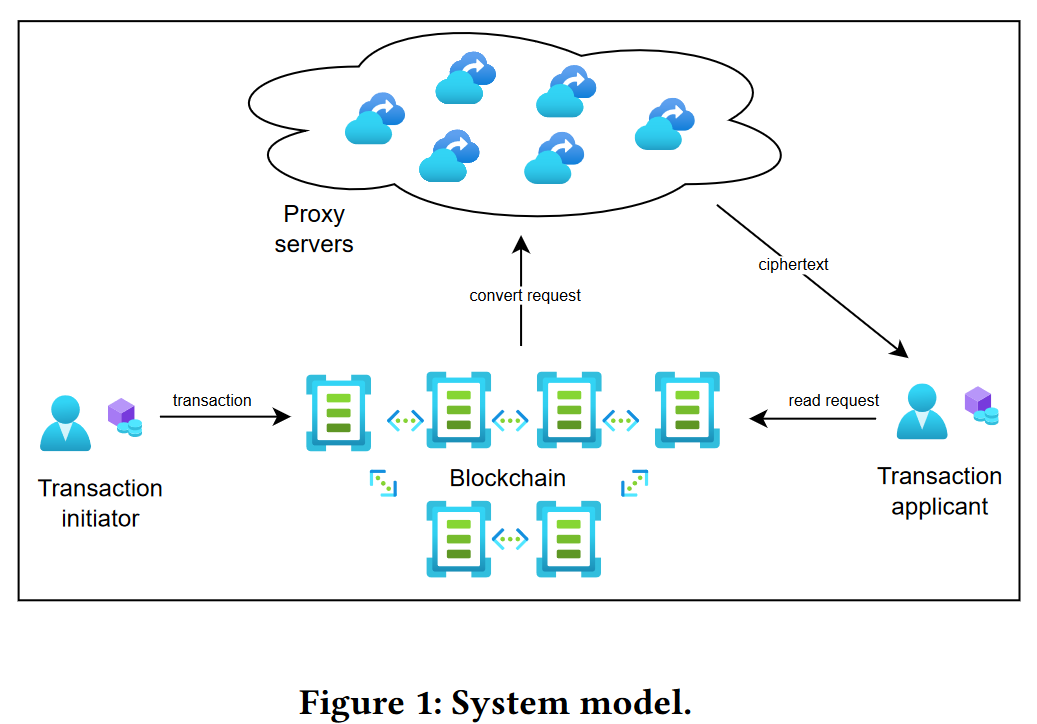 Proxy
servers
ciphertext
convert request
transaction
read request
Blockchain
Transaction
initiator
Transaction
applicant
Figure 1: System model.